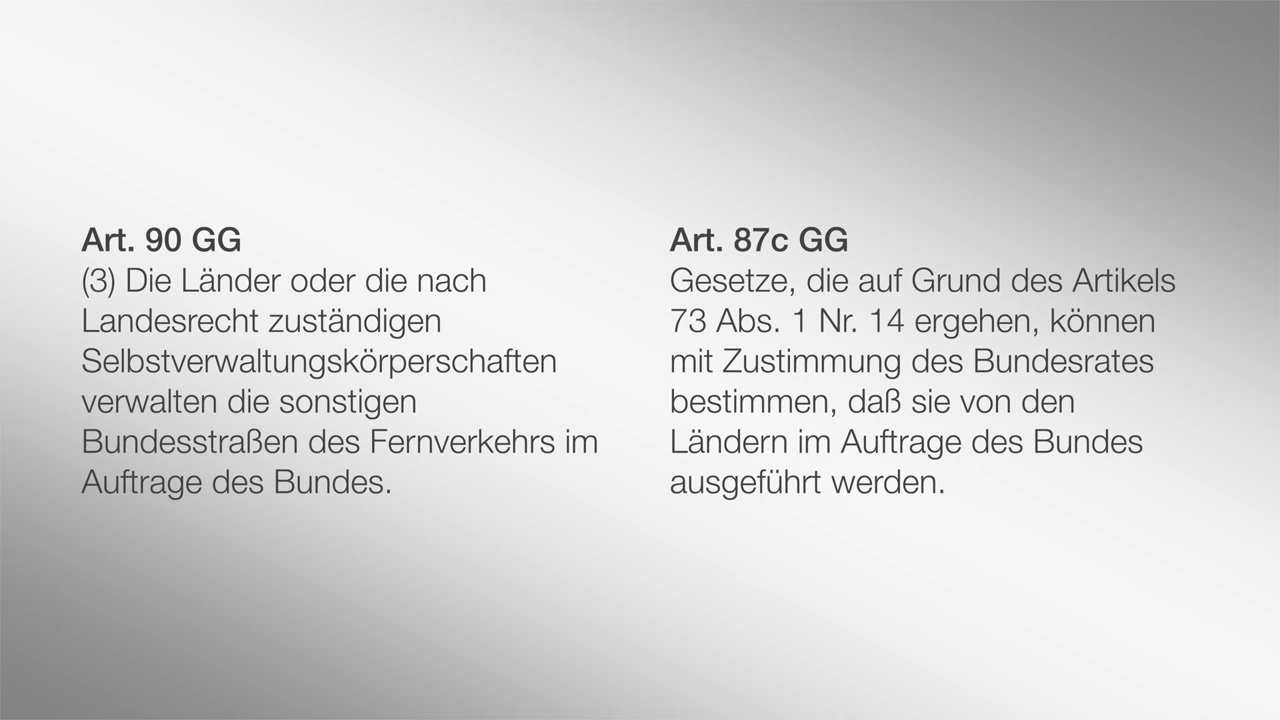 Art. 90 GG
(3) Die Länder oder die nach
Landesrecht zuständigen
Selbstverwaltungskörperschaften
verwalten die sonstigen
Bundesstraßen des Fernverkehrs im
Auftrage des Bundes.
Art. 87c GG
Gesetze, die auf Grund des Artikels
73 Abs. 1 Nr. 14 ergehen, können
mit Zustimmung des Bundesrates
bestimmen, daß sie von den
Ländern im Auftrage des Bundes
ausgeführt werden.